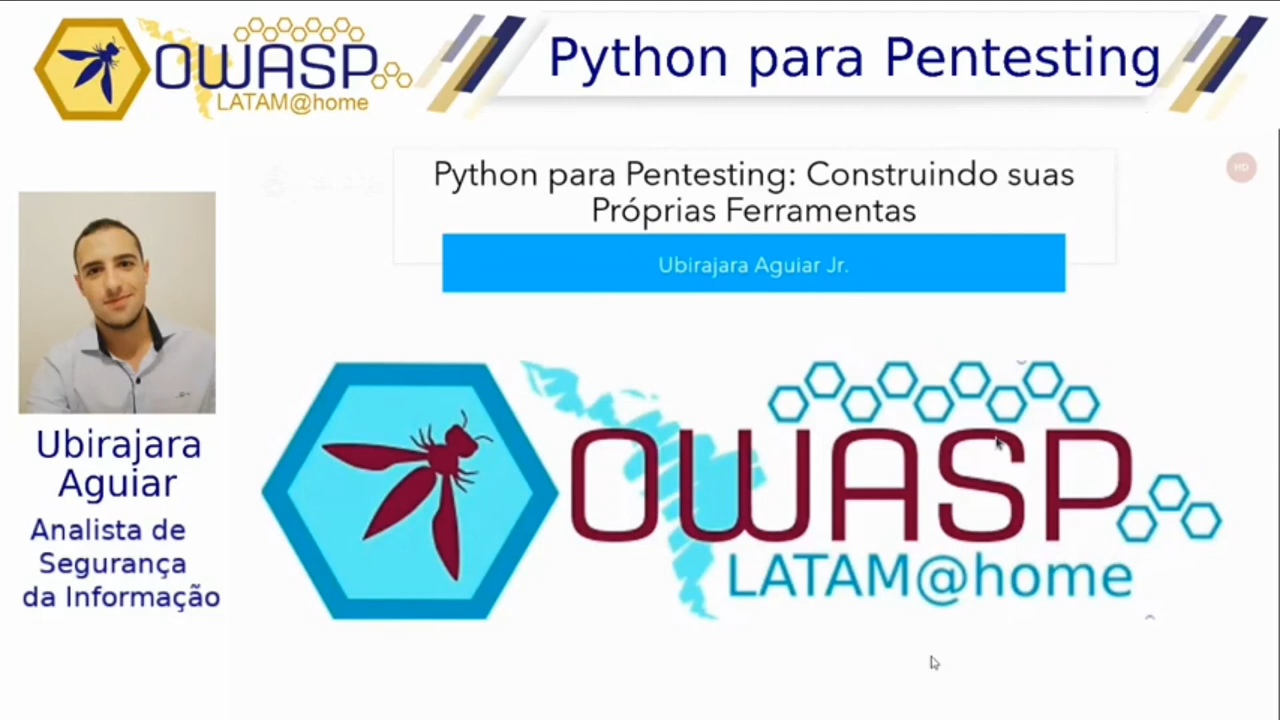 OWASP
LATAM@home
Python para Pentesting
Python para Pentesting: Construindo suas
Próprias Ferramentas
HD
Ubirajara Aguiar Jr.
Ubirajara
Aguiar
Analista de
Segurança
da Informação
OWASP
LATAM@home